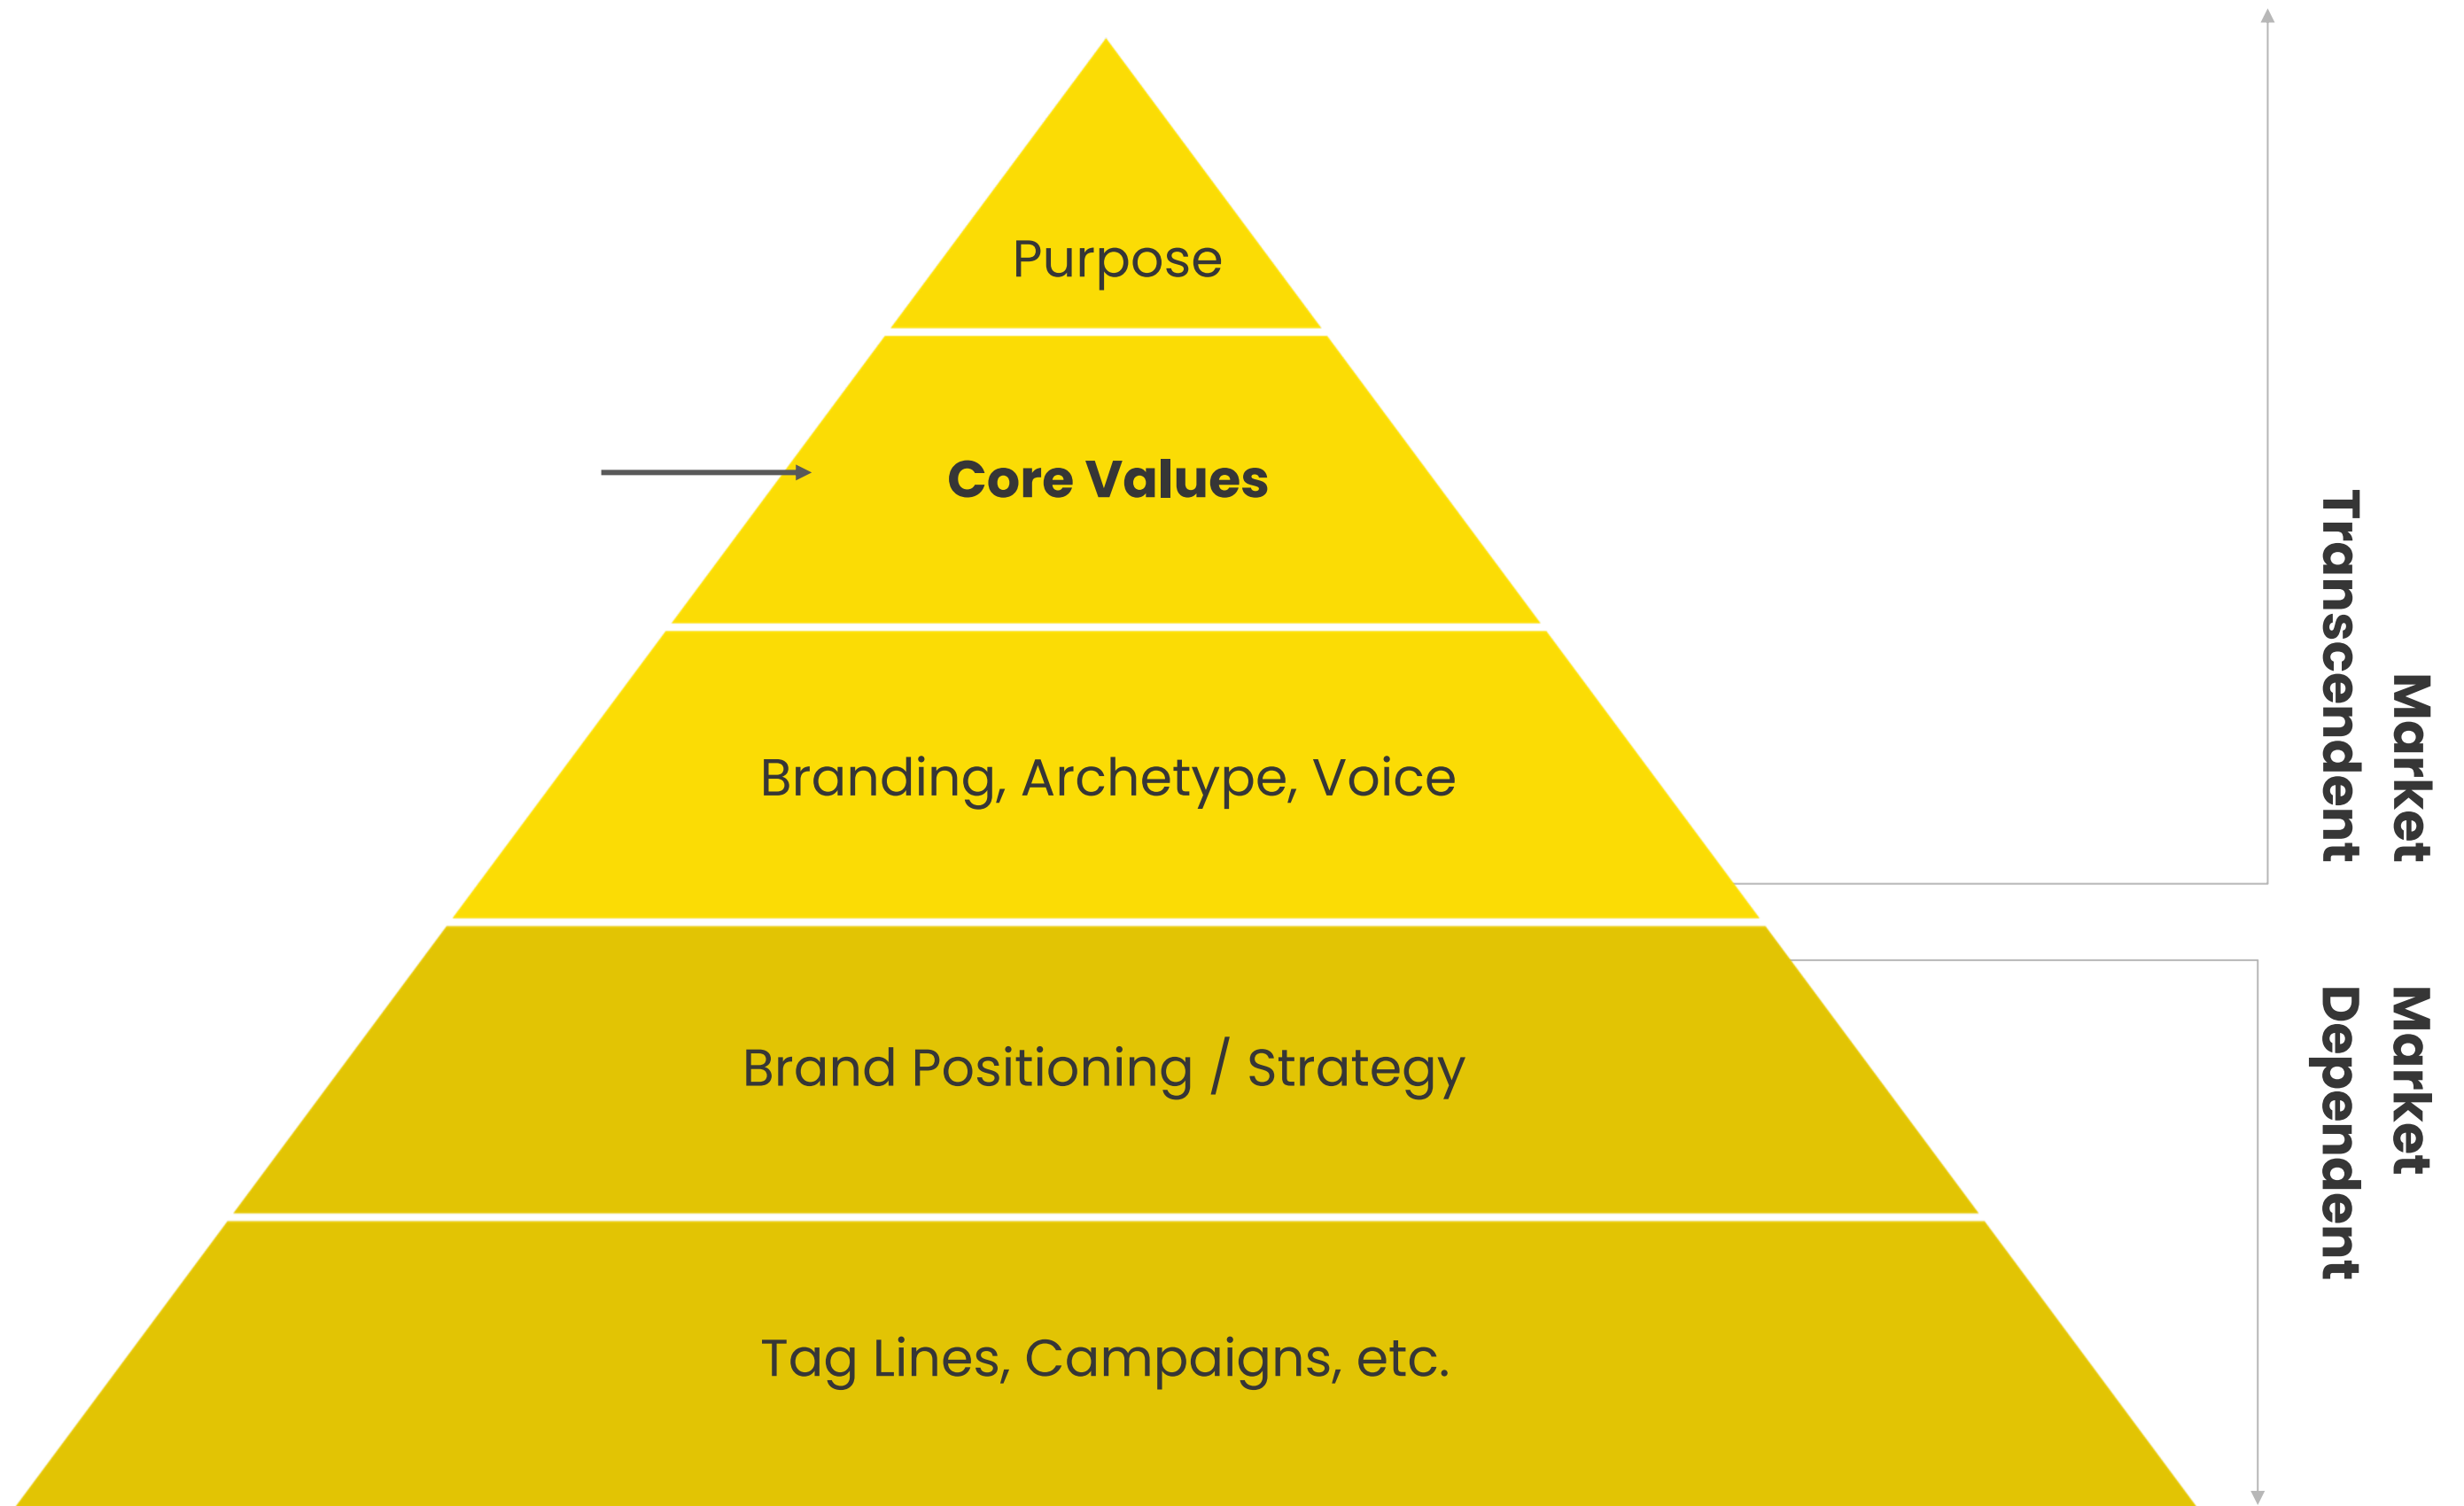 Purpose
Core Values
Branding, Archetype, Voice
Brand Positioning / Strategy
Tag Lines, Campaigns, etc.
Market
Transcendent
Market
Dependent